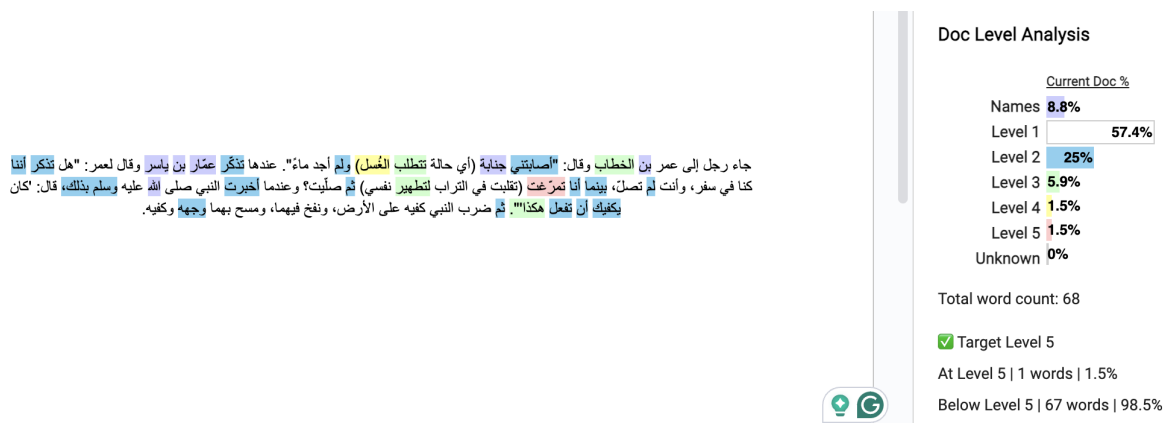 جاء رجل إلى عمر بن الخطاب وقال: "أصابتني جنابة (أي حالة تتطلب الغُسل) ولم أجد ماءً". عندها تذكّر عمّار بن ياسر وقال لعمر: "هل تذكر أننا
كنا في سفر، وأنت لم تصلّ، بينما أنا تمرّغت (تقلبت في التراب لتطهير نفسي) ثم صلّيت؟ وعندما أخبرت النبي صلى الله عليه وسلم بذلك، قال: 'كان
يكفيك أن تفعل هكذا'". ثم ضرب النبي كفيه على الأرض، ونفخ فيهما، ومسح بهما وجهه وكفيه.
Doc Level Analysis
Current Doc %
Names 8.8%
Level 1 57.4%
Level 2 25%
Level 3 5.9%
Level 4 1.5%
Level 5 1.5%
Unknown 0%
Total word count: 68
✅ Target Level 5
At Level 5 | 1 words | 1.5%
Below Level 5 | 67 words | 98.5%